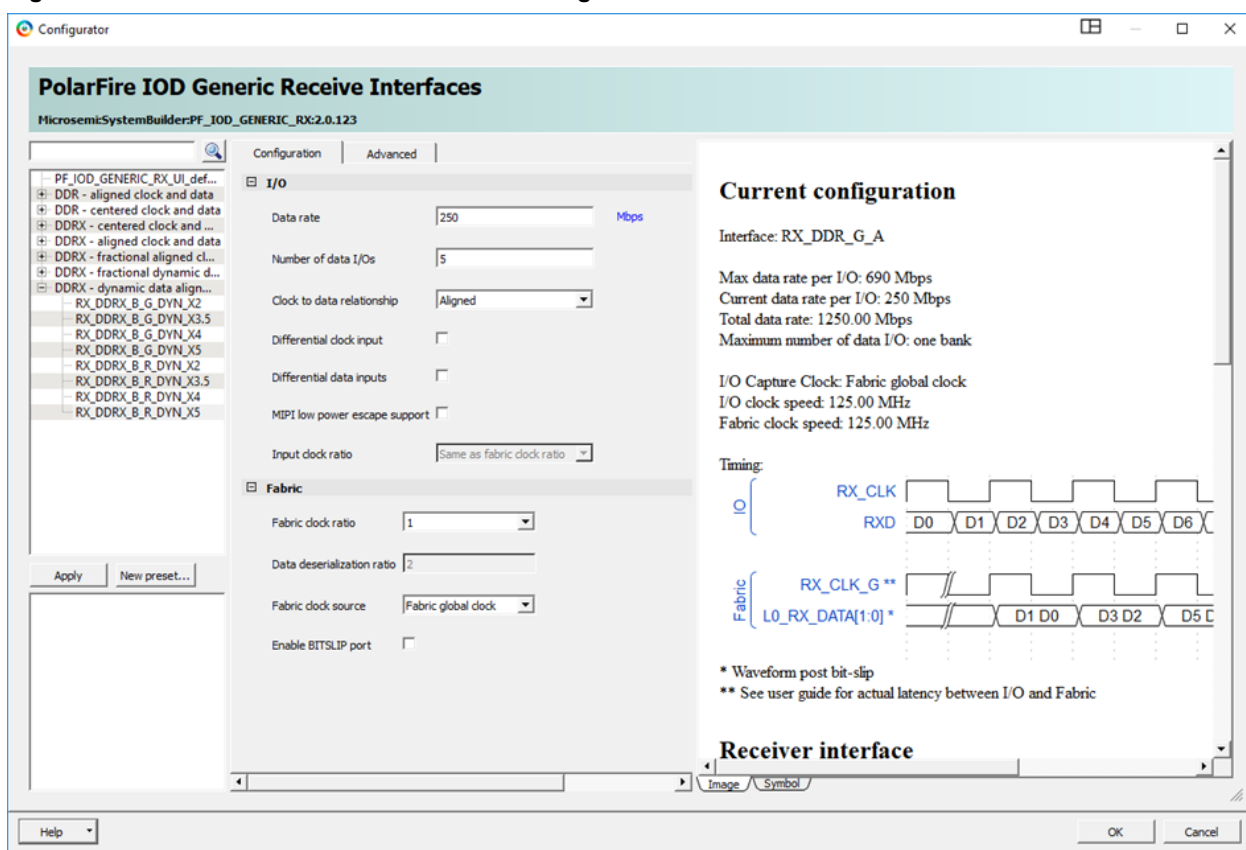 Configurator
PolarFire IOD Generic Receive Interfaces
Microsemi:SystemBuilder:PF_IOD_GENERIC_RX:2.0.123
PF_IOD_GENERIC_RX_UI_def...
DDR - aligned clock and data
DDR - centered clock and data
DDRX - centered clock and ...
DDRX - aligned clock and data
DDRX - fractional aligned cl...
DDRX - fractional dynamic d...
DDRX - dynamic data align...
RX_DDRX_B_G_DYN_X2
RX_DDRX_B_G_DYN_X3.5
RX_DDRX_B_G_DYN_X4
RX_DDRX_B_G_DYN_X5
RX_DDRX_B_R_DYN_X2
RX_DDRX_B_R_DYN_X3.5
RX_DDRX_B_R_DYN_X4
RX_DDRX_B_R_DYN_X5
Apply New preset...
Configuration Advanced
I/O
Data rate 250 Mbps
Number of data I/Os 5
Clock to data relationship Aligned
Differential clock input
Differential data inputs
MIPI low power escape support
Input clock ratio Same as fabric clock ratio
Fabric
Fabric clock ratio 1
Data deserialization ratio 2
Fabric clock source Fabric global clock
Enable BITSLIP port
Current configuration
Interface: RX_DDR_G_A
Max data rate per I/O: 690 Mbps
Current data rate per I/O: 250 Mbps
Total data rate: 1250.00 Mbps
Maximum number of data I/O: one bank
I/O Capture Clock: Fabric global clock
I/O clock speed: 125.00 MHz
Fabric clock speed: 125.00 MHz
Timing:
IO
RX_CLK
RXD D0 D1 D2 D3 D4 D5 D6
Fabric
RX_CLK_G **
L0_RX_DATA[1:0] * D1 D0 D3 D2 D5
* Waveform post bit-slip
** See user guide for actual latency between I/O and Fabric
Receiver interface
Image Symbol
Help OK Cancel